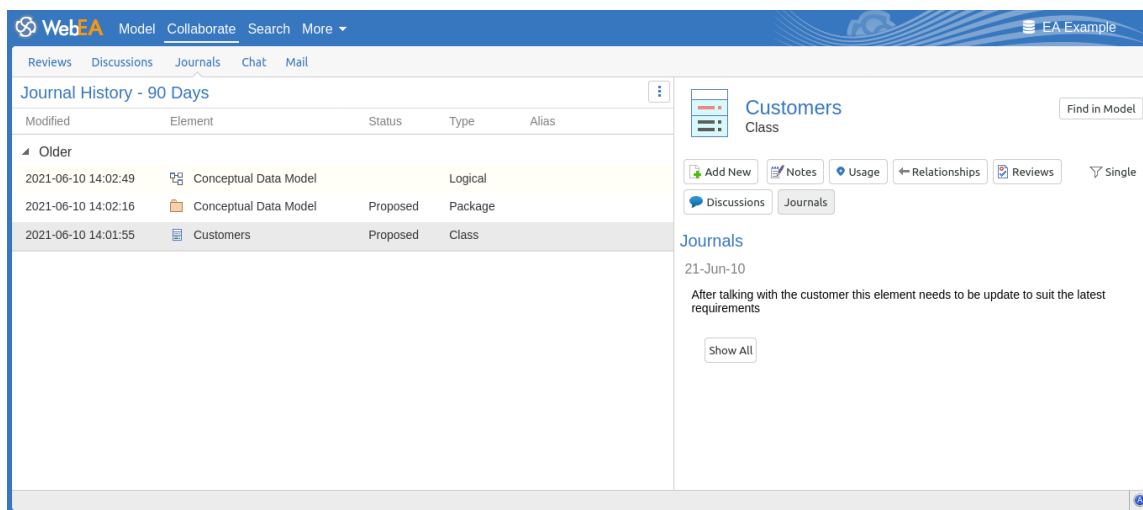 WebEA Model Collaborate Search More EA Example
Reviews Discussions Journals Chat Mail
Journal History - 90 Days
Modified Element Status Type Alias
Older
2021-06-10 14:02:49 Conceptual Data Model Logical
2021-06-10 14:02:16 Conceptual Data Model Proposed Package
2021-06-10 14:01:55 Customers Proposed Class
Customers
Class
Find in Model
Add New Notes Usage Relationships Reviews Single
Discussions Journals
Journals
21-Jun-10
After talking with the customer this element needs to be update to suit the latest
requirements
Show All